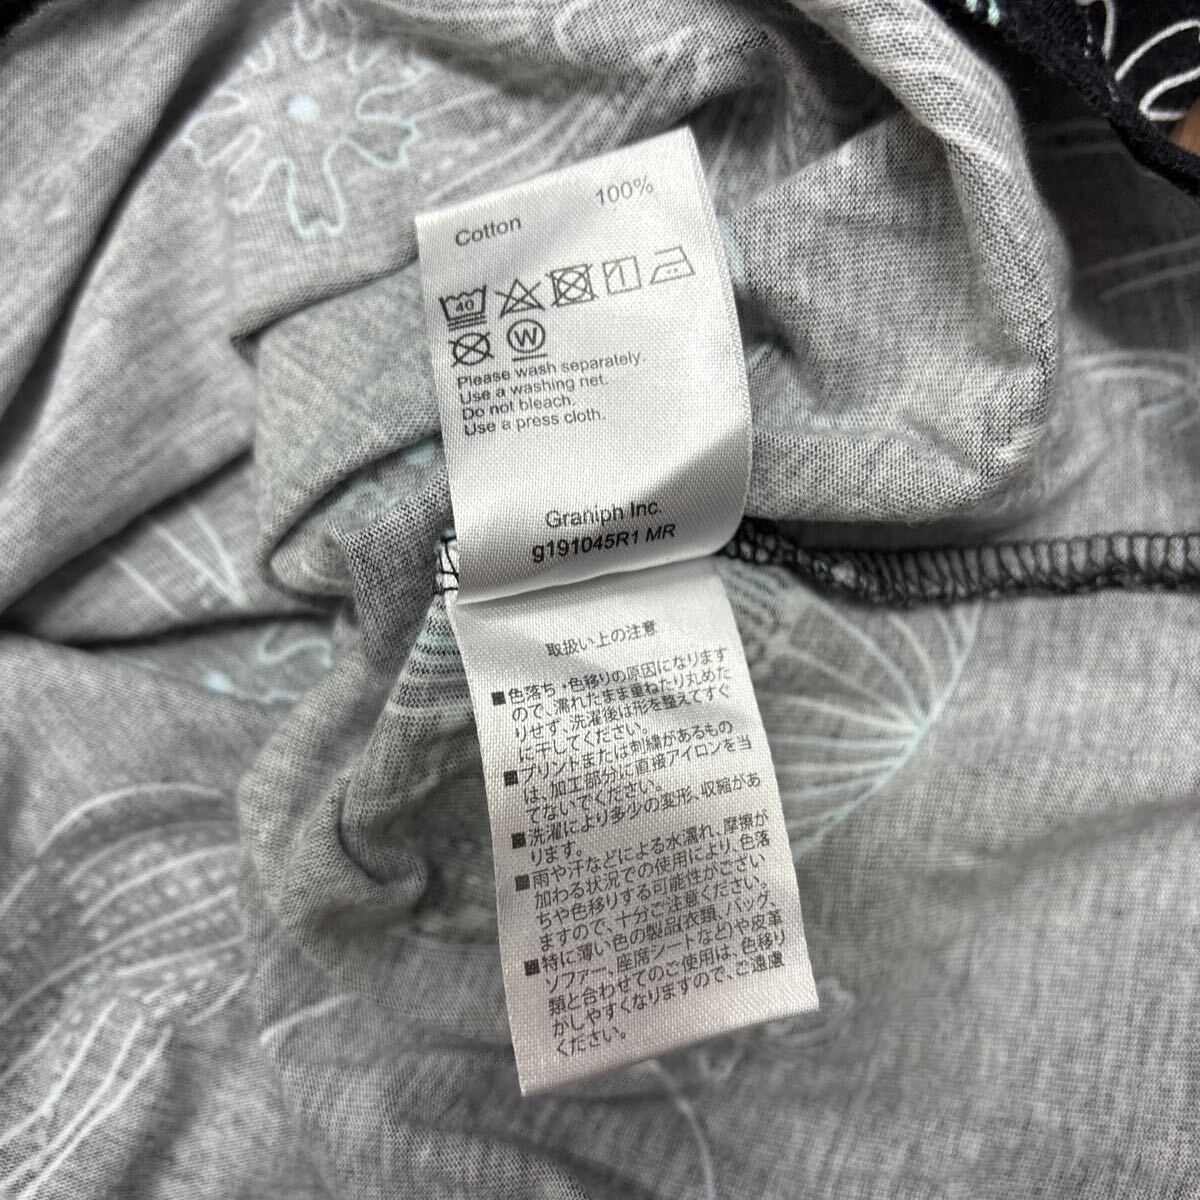 Cotton 100%
40
W
Please wash separately.
Use a washing net.
Do not bleach.
Use a press cloth.
Graniph Inc.
g191045R1 MR
取扱い上の注意
■色落ち・色移りの原因になります
ので、濡れたまま重ねたり丸めた
りせず、洗濯後は形を整えてすぐ
に干してください。
■プリントまたは刺繍があるもの
は、加工部分に直接アイロンを当
てないでください。
■洗濯により多少の変形、収縮があ
ります。
■雨や汗などによる水濡れ、摩擦が
加わる状況での使用により、色落
ちや色移りする可能性がござい
ますので、十分ご注意ください。
■特に薄い色の製品(衣類、バッグ、
ソファー、座席シートなど)や皮革
類と合わせてのご使用は、色移り
がしやすくなりますので、ご遠慮
ください。